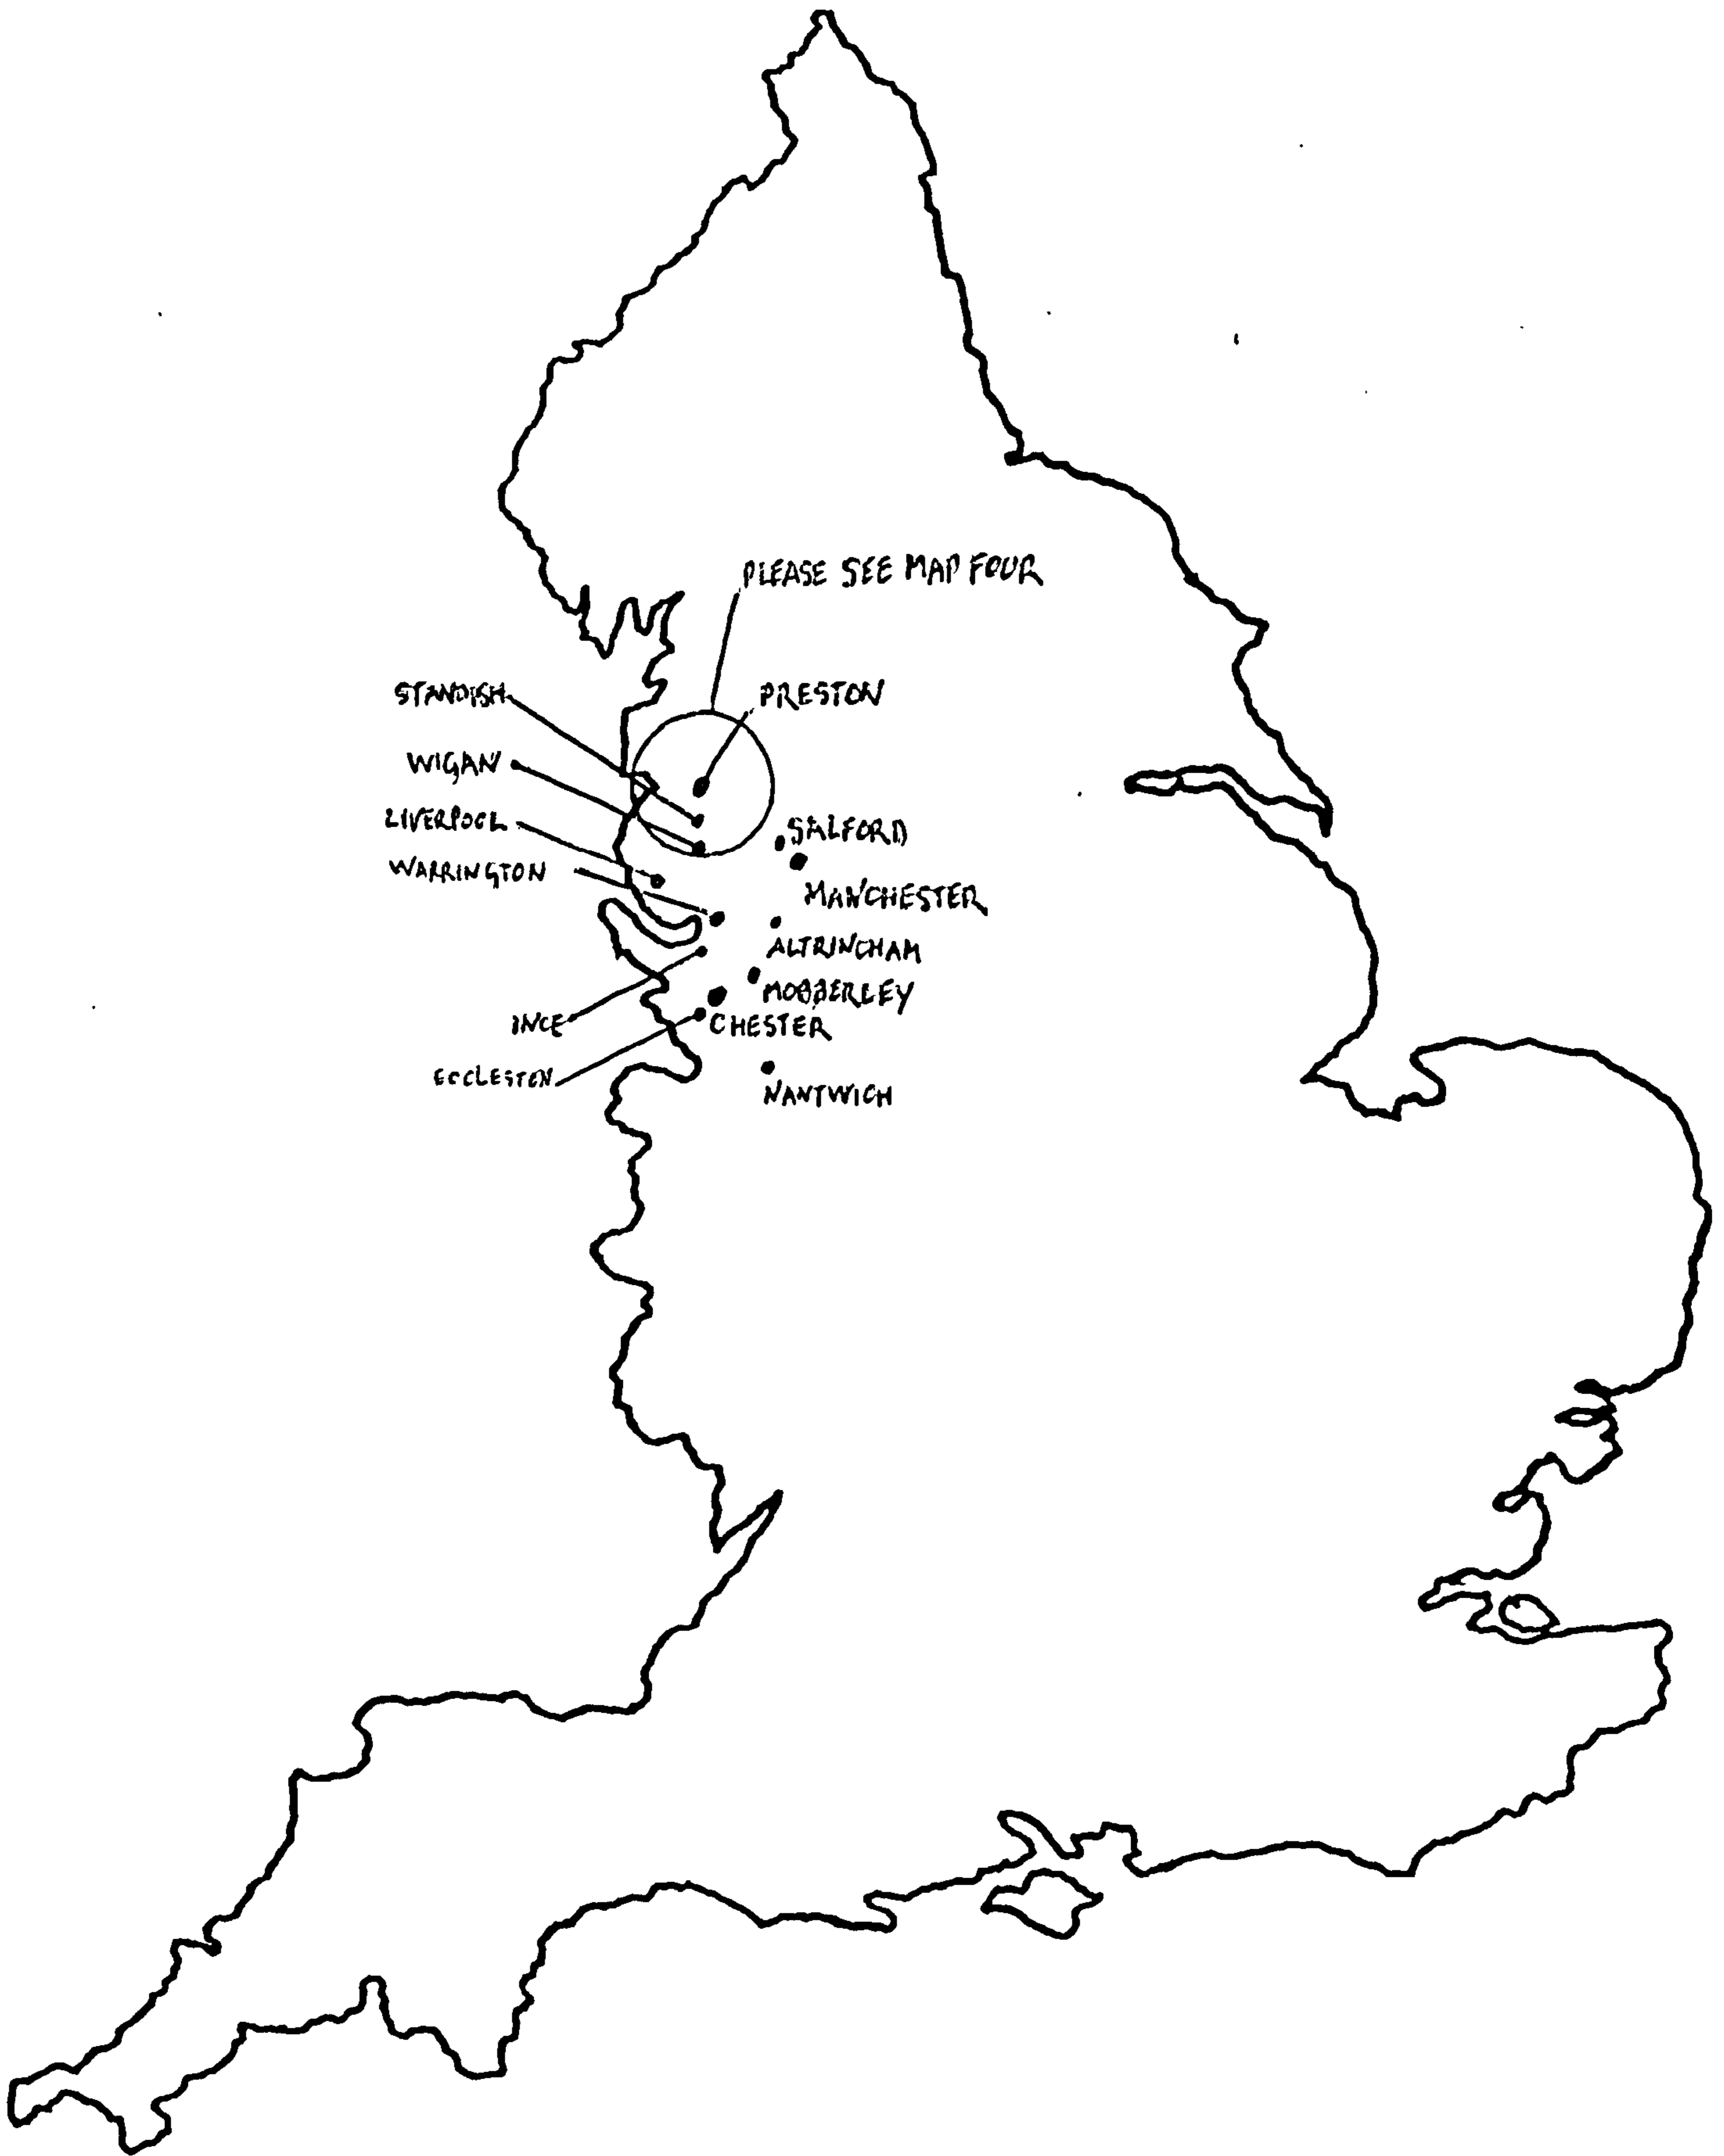 PLEASE SEE MAP FOUR
STANDISH
PRESTON
WIGAN
LIVERPOOL
SALFORD
WARRINGTON
MANCHESTER
ALTRINCHAM
MOBBERLEY
INCE
CHESTER
ECCLESTON
NANTWICH